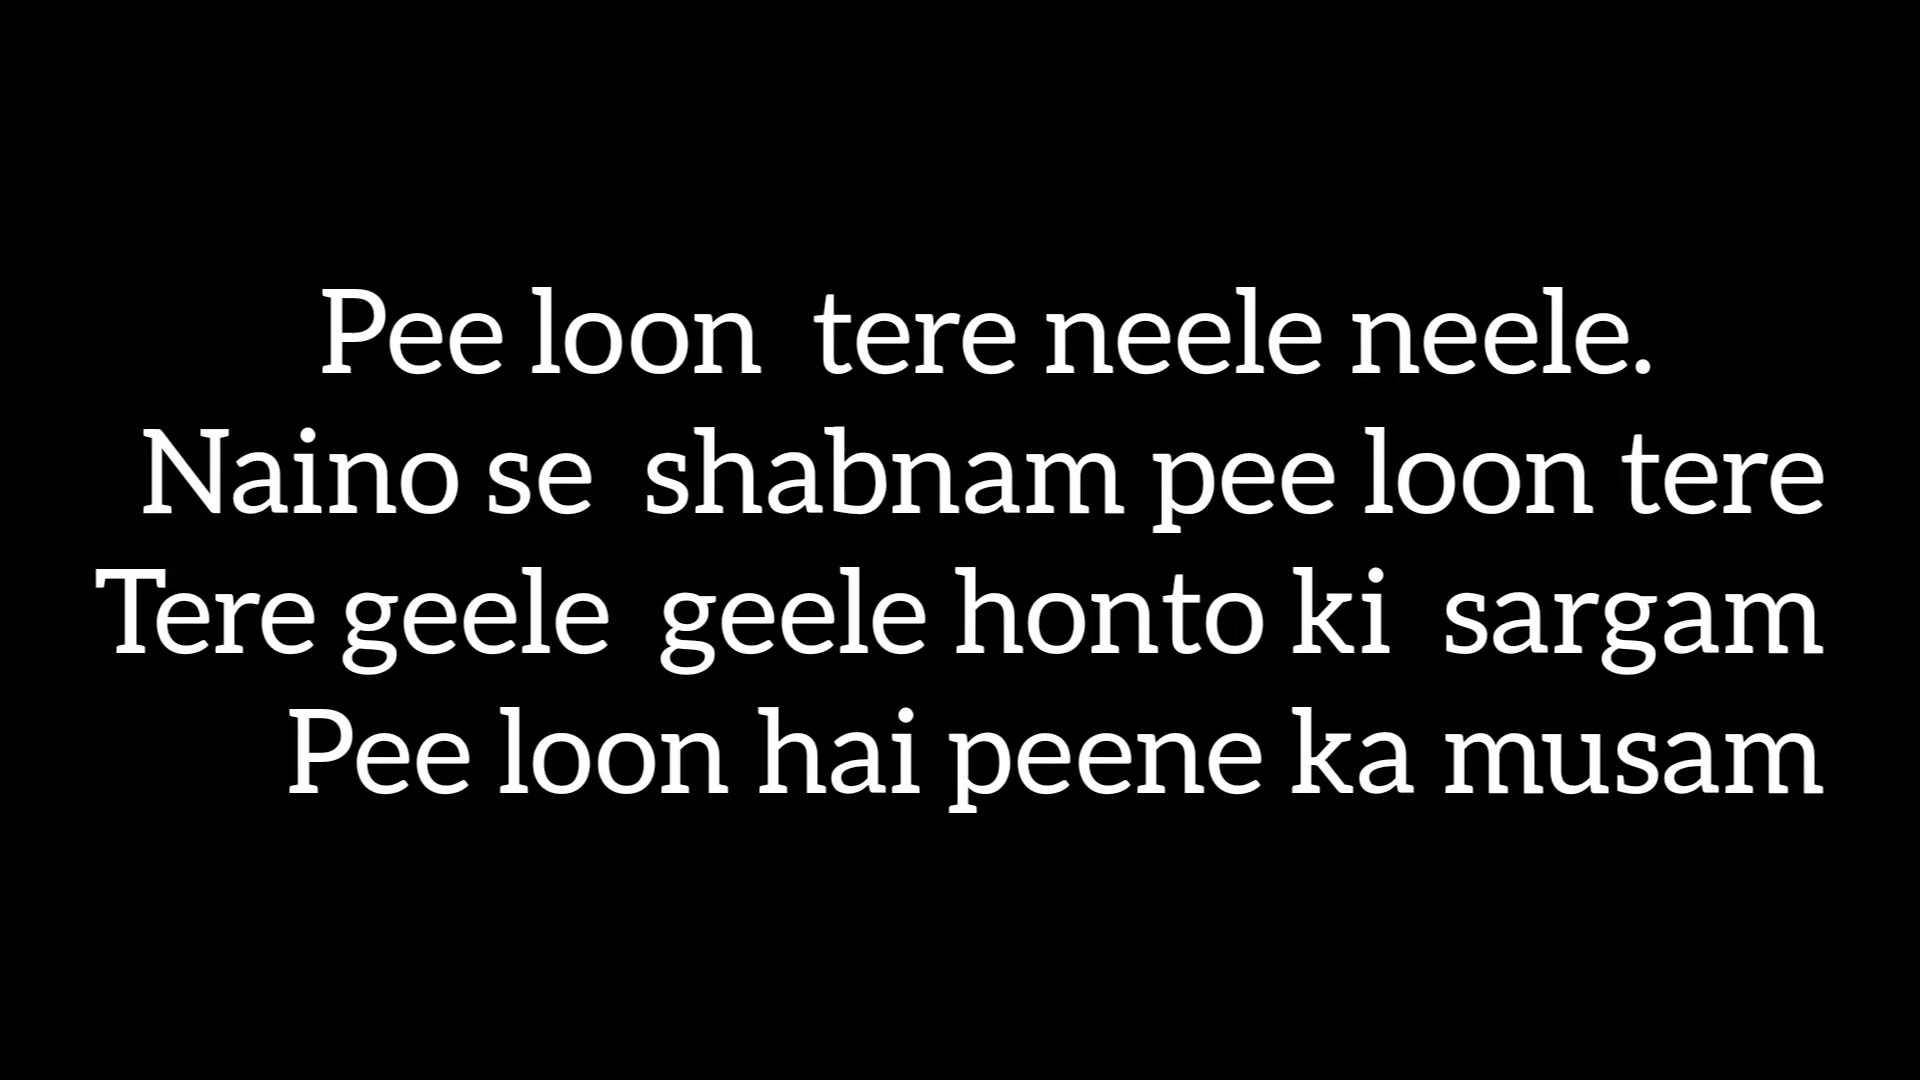 Pee loon  tere neele neele.
Naino se  shabnam pee loon tere
Tere geele  geele honto ki  sargam
Pee loon hai peene ka musam